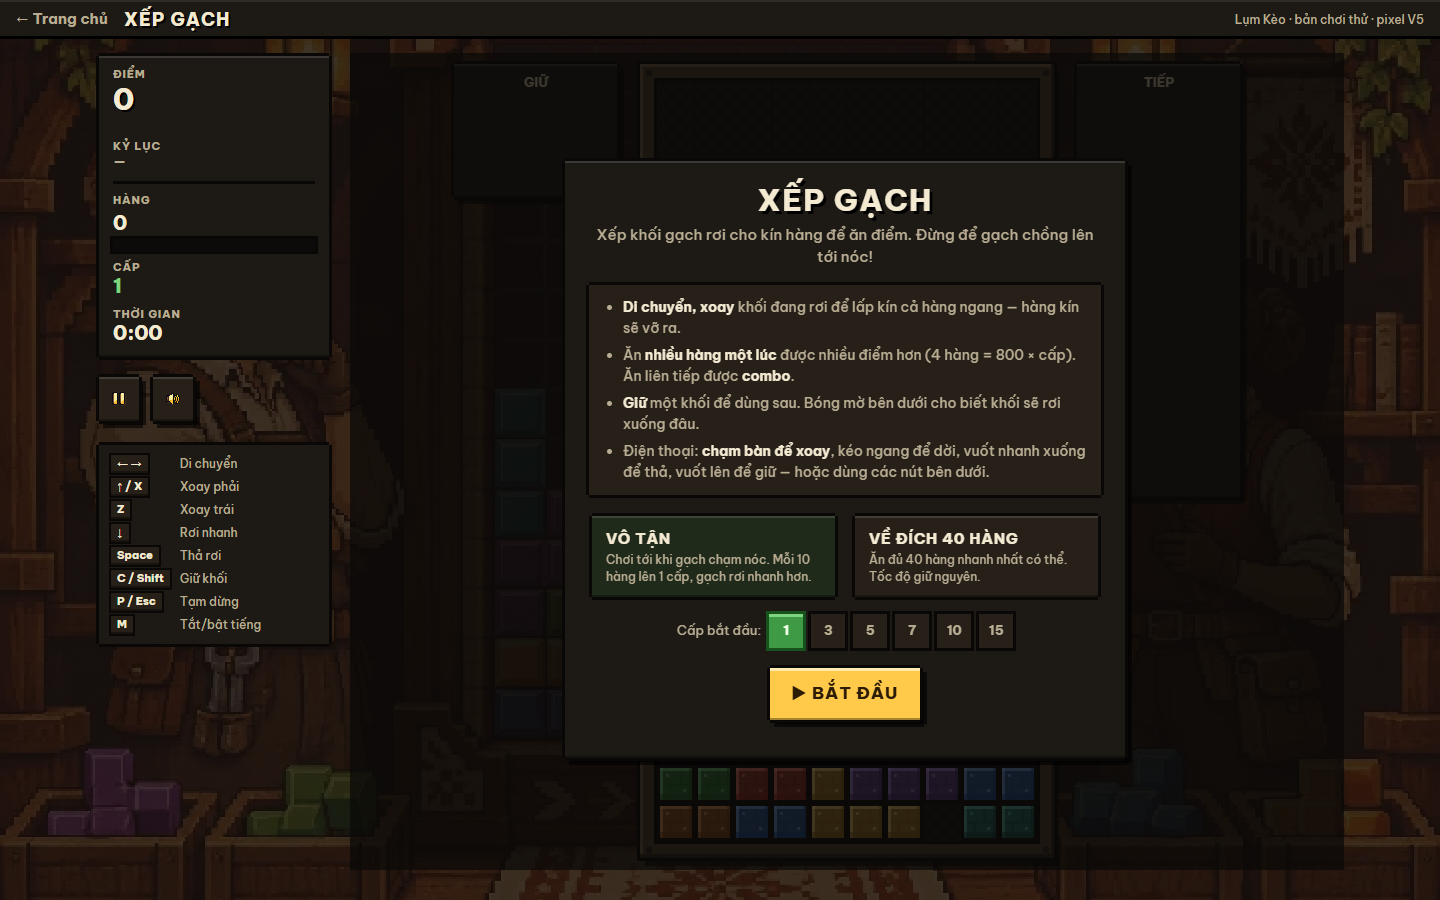 ← Trang chủ XẾP GẠCH
Lụm Kèo · bản chơi thử · pixel V5
ĐIỂM
0
KỶ LỤC
—
HÀNG
0
CẤP
1
THỜI GIAN
0:00
←→ Di chuyển
↑ / X Xoay phải
Z Xoay trái
↓ Rơi nhanh
Space Thả rơi
C / Shift Giữ khối
P / Esc Tạm dừng
M Tắt/bật tiếng
GIỮ
TIẾP
XẾP GẠCH
Xếp khối gạch rơi cho kín hàng để ăn điểm. Đừng để gạch chồng lên
tới nóc!
• Di chuyển, xoay khối đang rơi để lấp kín cả hàng ngang — hàng kín
sẽ vỡ ra.
• Ăn nhiều hàng một lúc được nhiều điểm hơn (4 hàng = 800 × cấp).
Ăn liên tiếp được combo.
• Giữ một khối để dùng sau. Bóng mờ bên dưới cho biết khối sẽ rơi
xuống đâu.
• Điện thoại: chạm bàn để xoay, kéo ngang để dời, vuốt nhanh xuống
để thả, vuốt lên để giữ — hoặc dùng các nút bên dưới.
VÔ TẬN
Chơi tới khi gạch chạm nóc. Mỗi 10
hàng lên 1 cấp, gạch rơi nhanh hơn.
VỀ ĐÍCH 40 HÀNG
Ăn đủ 40 hàng nhanh nhất có thể.
Tốc độ giữ nguyên.
Cấp bắt đầu: 1 3 5 7 10 15
▶ BẮT ĐẦU